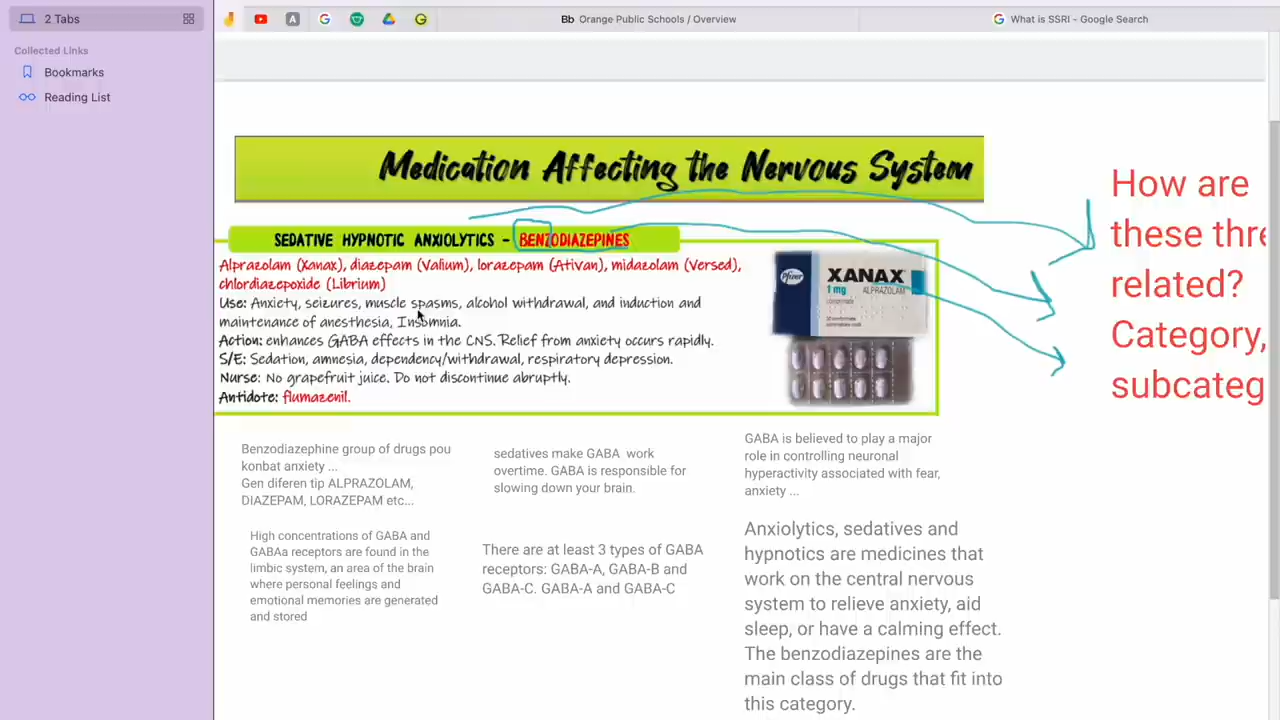 2 Tabs
Collected Links
Bookmarks
Reading List
A
G
G
Bb Orange Public Schools / Overview
G What is SSRI - Google Search
Medication Affecting the Nervous System
SEDATIVE HYPNOTIC ANXIOLYTICS - BENZODIAZEPINES
Alprazolam (Xanax), diazepam (Valium), lorazepam (Ativan), midazolam (Versed),
chlordiazepoxide (Librium)
Use: Anxiety, seizures, muscle spasms, alcohol withdrawal, and induction and
maintenance of anesthesia, Insomnia.
Action: enhances GABA effects in the CNS. Relief from anxiety occurs rapidly.
S/E: Sedation, amnesia, dependency/withdrawal, respiratory depression.
Nurse: No grapefruit juice. Do not discontinue abruptly.
Antidote: flumazenil.
Pfizer
XANAX
1 mg ALPRAZOLAM
How are
these thre
related?
Category,
subcateg
Benzodiazephine group of drugs pou
konbat anxiety ...
Gen diferen tip ALPRAZOLAM,
DIAZEPAM, LORAZEPAM etc...
sedatives make GABA work
overtime. GABA is responsible for
slowing down your brain.
GABA is believed to play a major
role in controlling neuronal
hyperactivity associated with fear,
anxiety ...
High concentrations of GABA and
GABAa receptors are found in the
limbic system, an area of the brain
where personal feelings and
emotional memories are generated
and stored
There are at least 3 types of GABA
receptors: GABA-A, GABA-B and
GABA-C. GABA-A and GABA-C
Anxiolytics, sedatives and
hypnotics are medicines that
work on the central nervous
system to relieve anxiety, aid
sleep, or have a calming effect.
The benzodiazepines are the
main class of drugs that fit into
this category.